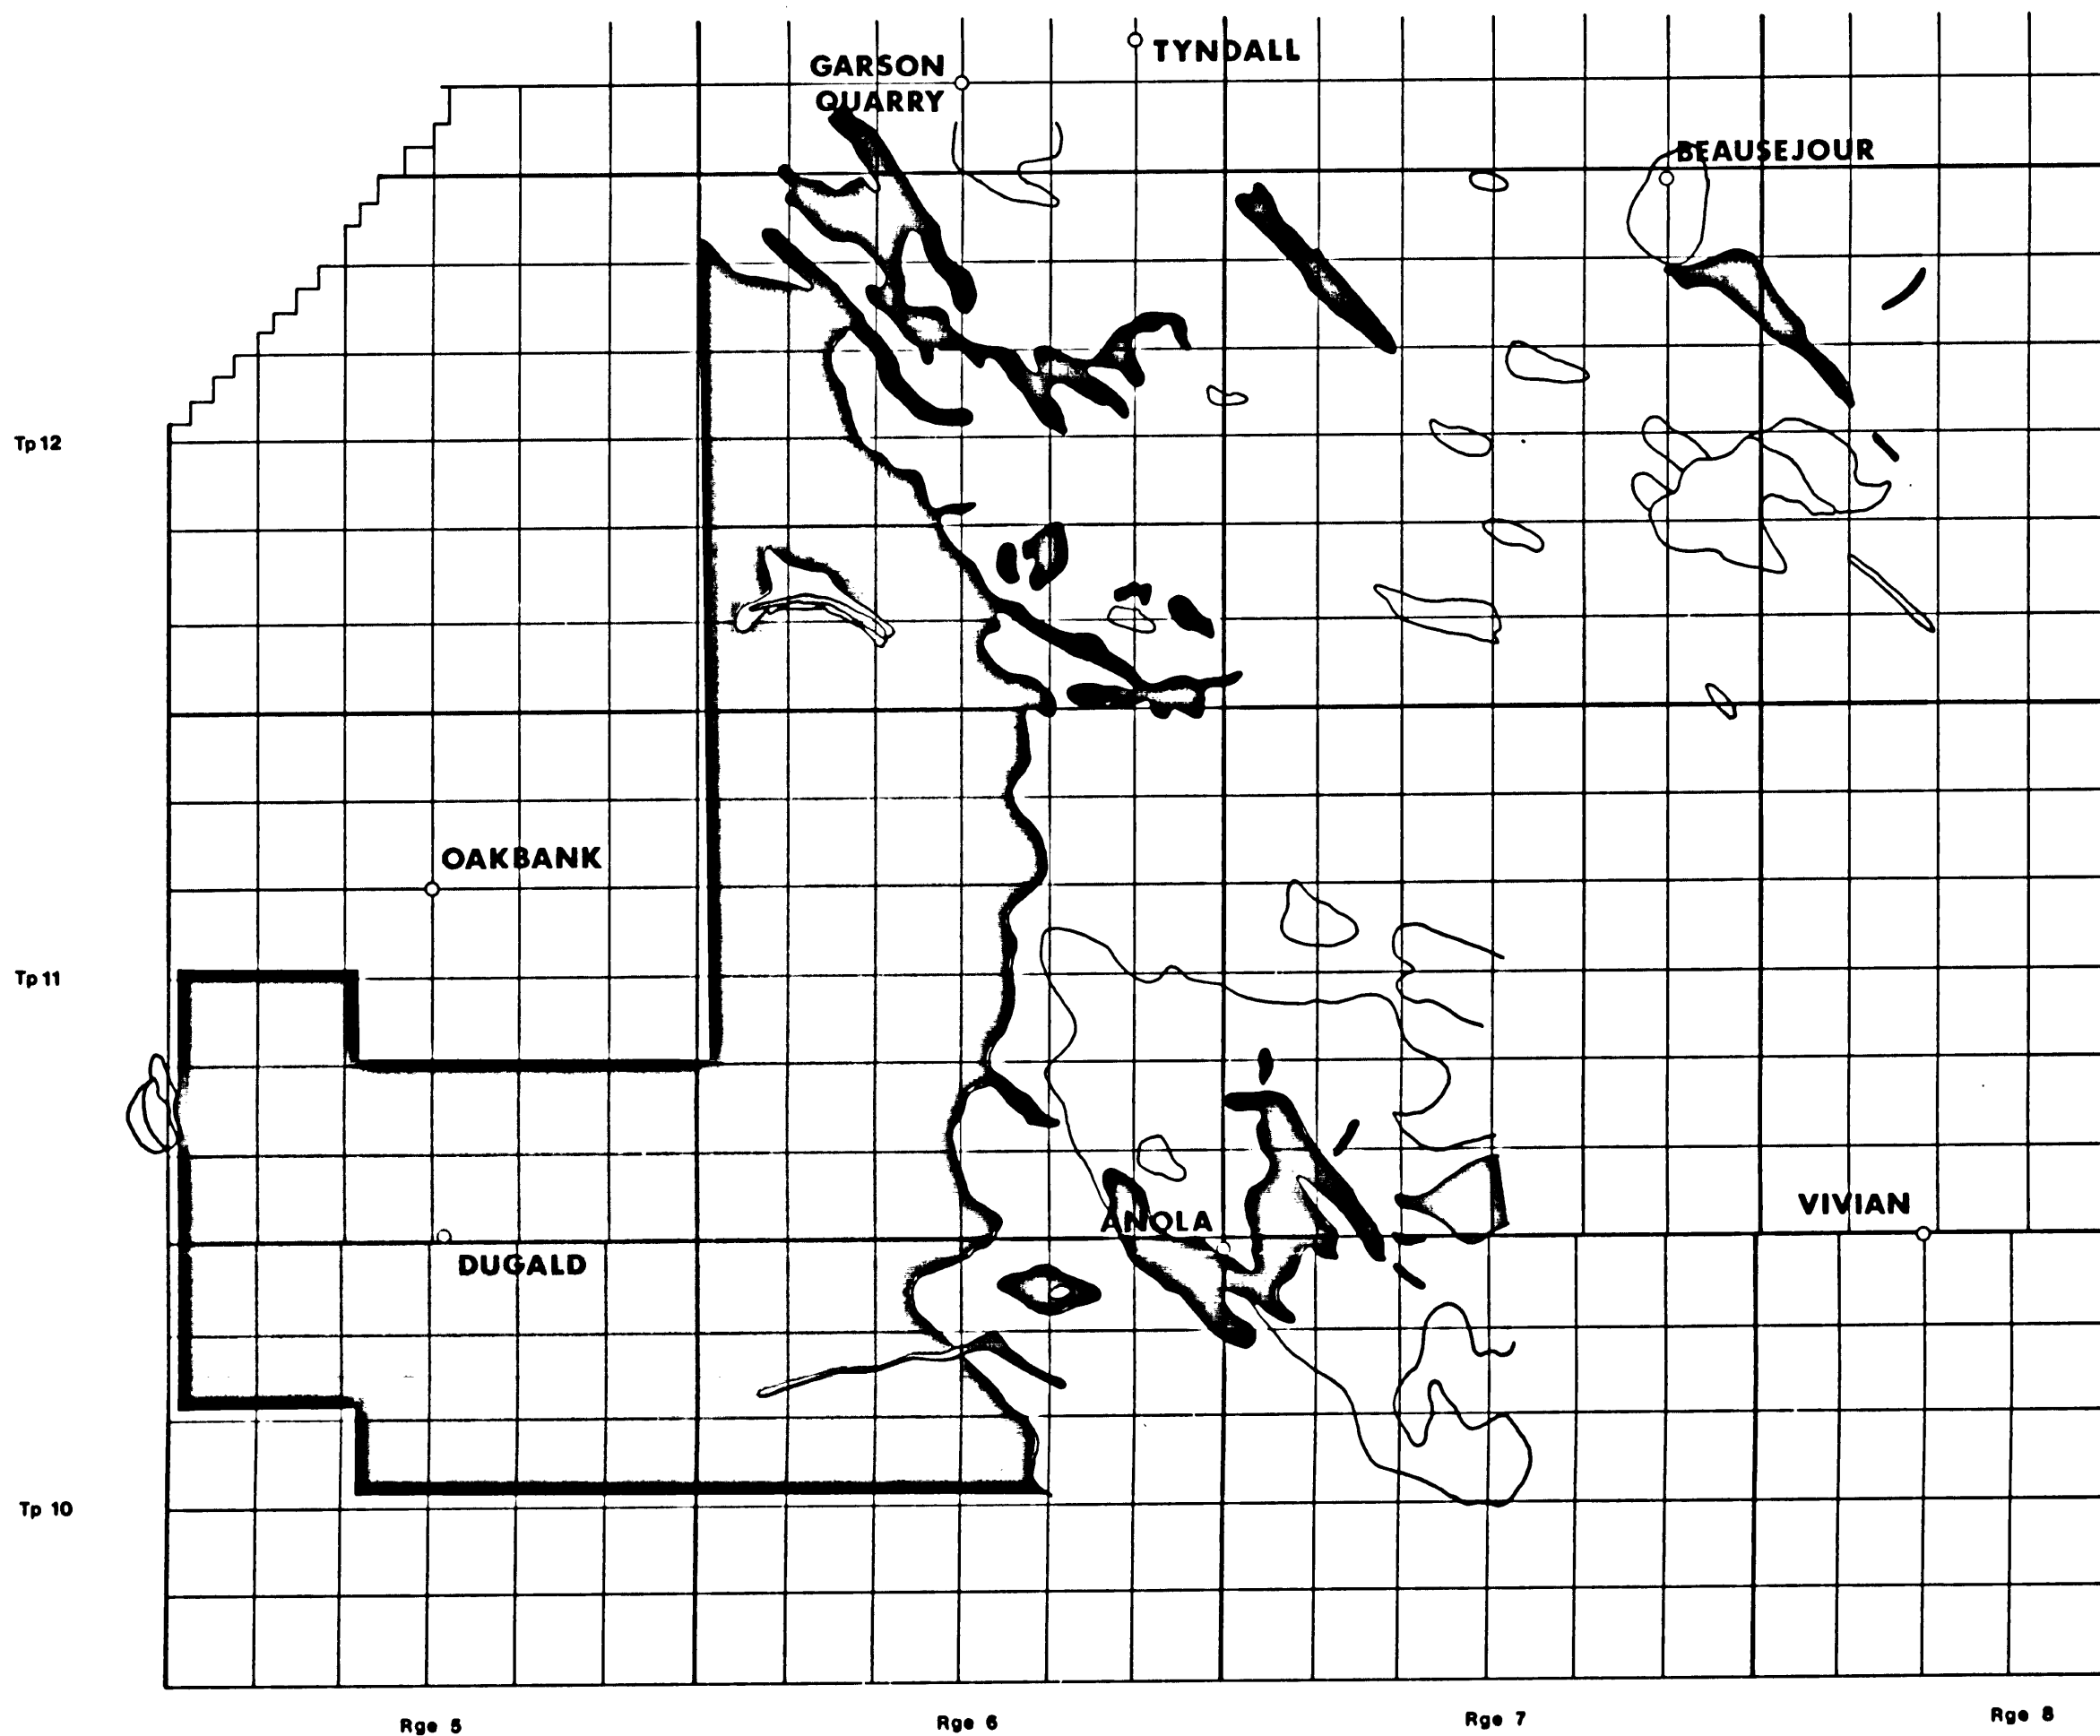 TYNDALL
GARSON
QUARRY
BEAUSEJOUR
Tp 12
OAKBANK
Tp 11
VIVIAN
ANOLA
DUGALD
Tp 10
Rge 5
Rge 6
Rge 7
Rge 8